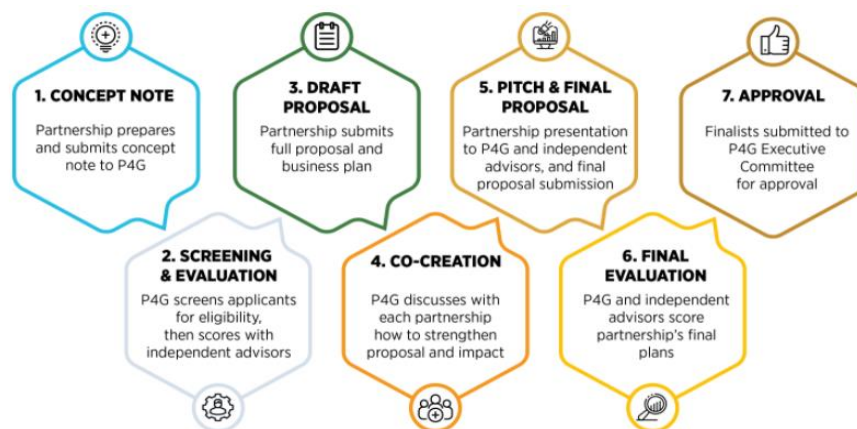 1. CONCEPT NOTE
Partnership prepares
and submits concept
note to P4G
2. SCREENING
& EVALUATION
P4G screens applicants
for eligibility,
then scores with
independent advisors
3. DRAFT
PROPOSAL
Partnership submits
full proposal and
business plan
4. CO-CREATION
P4G discusses with
each partnership
how to strengthen
proposal and impact
5. PITCH & FINAL
PROPOSAL
Partnership presentation
to P4G and independent
advisors, and final
proposal submission
6. FINAL
EVALUATION
P4G and independent
advisors score
partnership's final
plans
7. APPROVAL
Finalists submitted to
P4G Executive
Committee
for approval